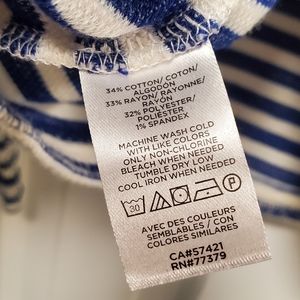 34% COTTON/ COTON/
ALGODÓN
33% RAYON/ RAYONNE/
RAYÓN
32% POLYESTER/
POLIÉSTER
1% SPANDEX
MACHINE WASH COLD
WITH LIKE COLORS
ONLY NON-CHLORINE
BLEACH WHEN NEEDED
TUMBLE DRY LOW
COOL IRON WHEN NEEDED
30 P
AVEC DES COULEURS
SEMBLABLES / CON
COLORES SIMILARES
CA#57421
RN#77379